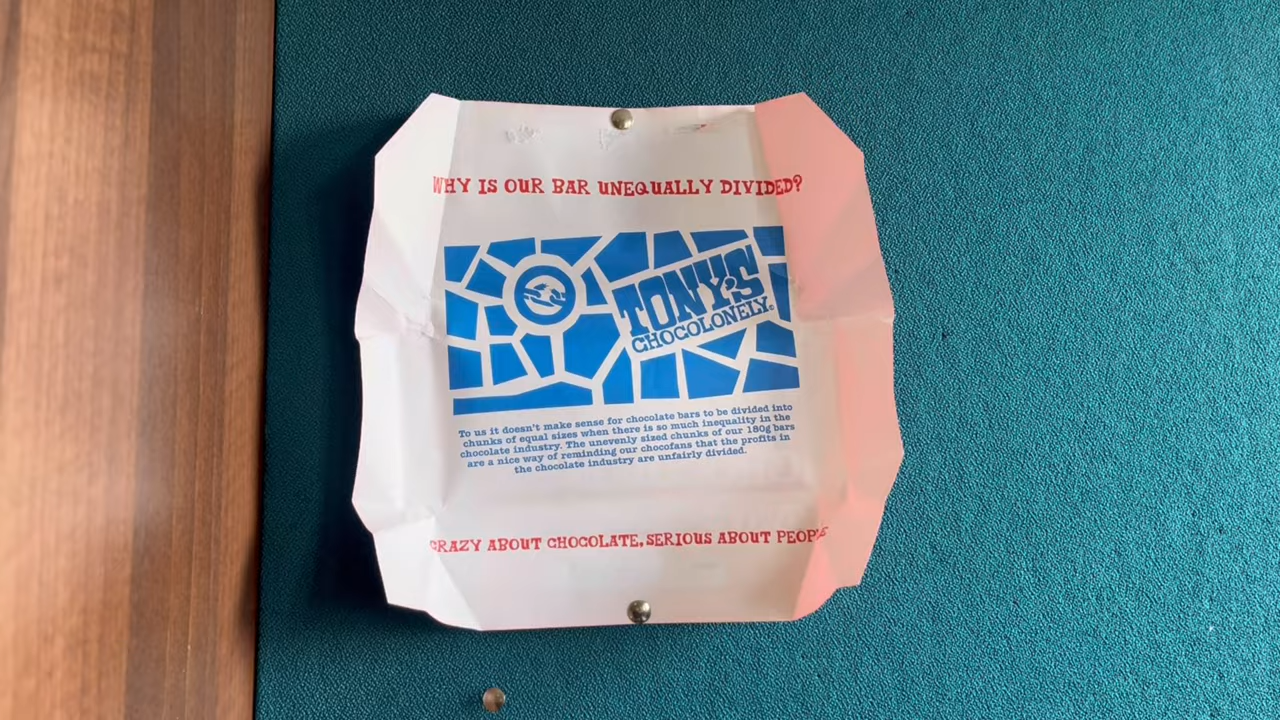 WHY IS OUR BAR UNEQUALLY DIVIDED?
TONY'S
CHOCOLONELY
To us it doesn't make sense for chocolate bars to be divided into
chunks of equal sizes when there is so much inequality in the
chocolate industry. The unevenly sized chunks of our 180g bars
are a nice way of reminding our chocofans that the profits in
the chocolate industry are unfairly divided.
CRAZY ABOUT CHOCOLATE, SERIOUS ABOUT PEOPLE